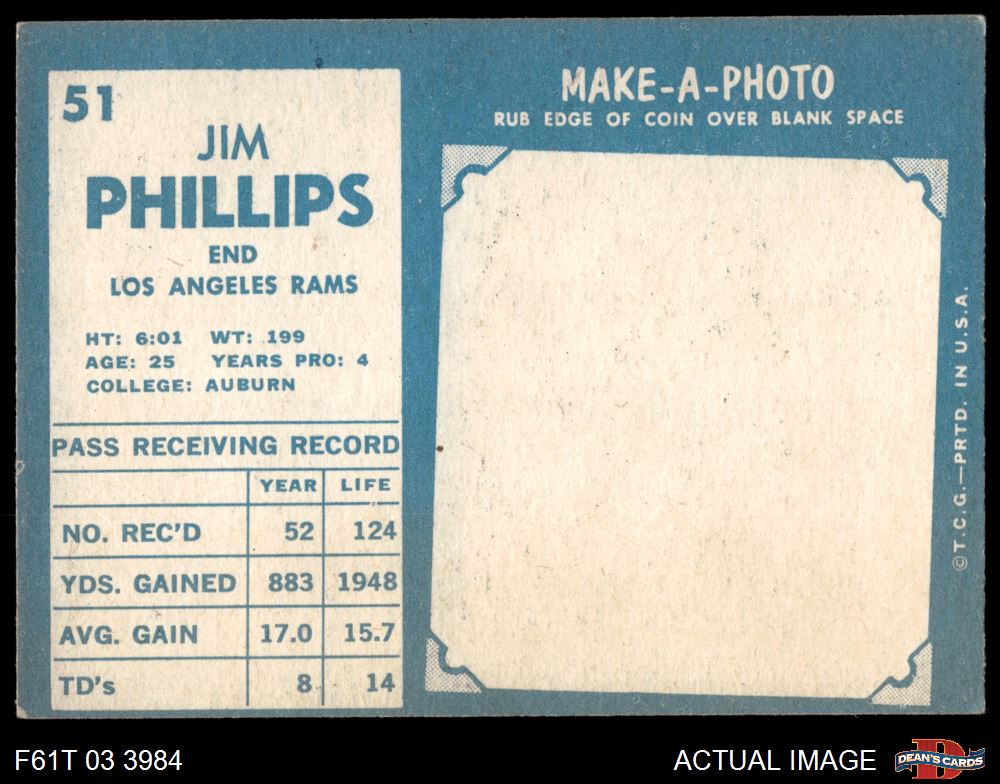 51
JIM
PHILLIPS
END
LOS ANGELES RAMS
HT: 6:01 WT: 199
AGE: 25 YEARS PRO: 4
COLLEGE: AUBURN
PASS RECEIVING RECORD
YEAR LIFE
NO. REC'D 52 124
YDS. GAINED 883 1948
AVG. GAIN 17.0 15.7
TD's 8 14
MAKE-A-PHOTO
RUB EDGE OF COIN OVER BLANK SPACE
©T.C.G.—PRTD. IN U.S.A.
F61T 03 3984
ACTUAL IMAGE
DEAN'S CARDS